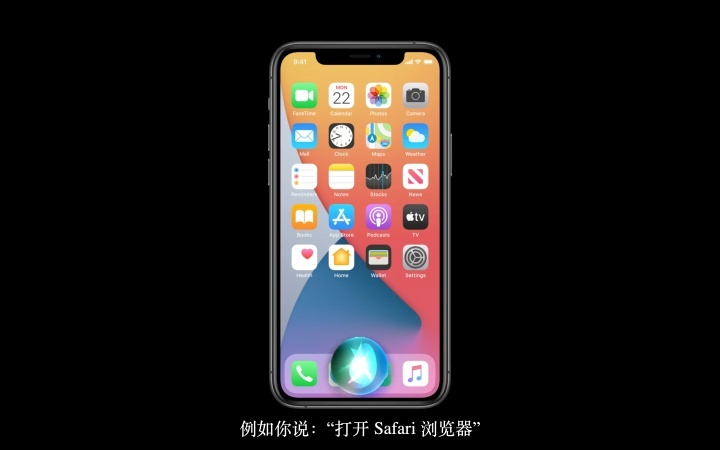 9:41
MON
22
FaceTime Calendar Photos Camera
Mail Clock Maps Weather
Reminders Notes Stocks News
tv
Books App Store Podcasts TV
Health Home Wallet Settings
例如你说：“打开 Safari 浏览器”